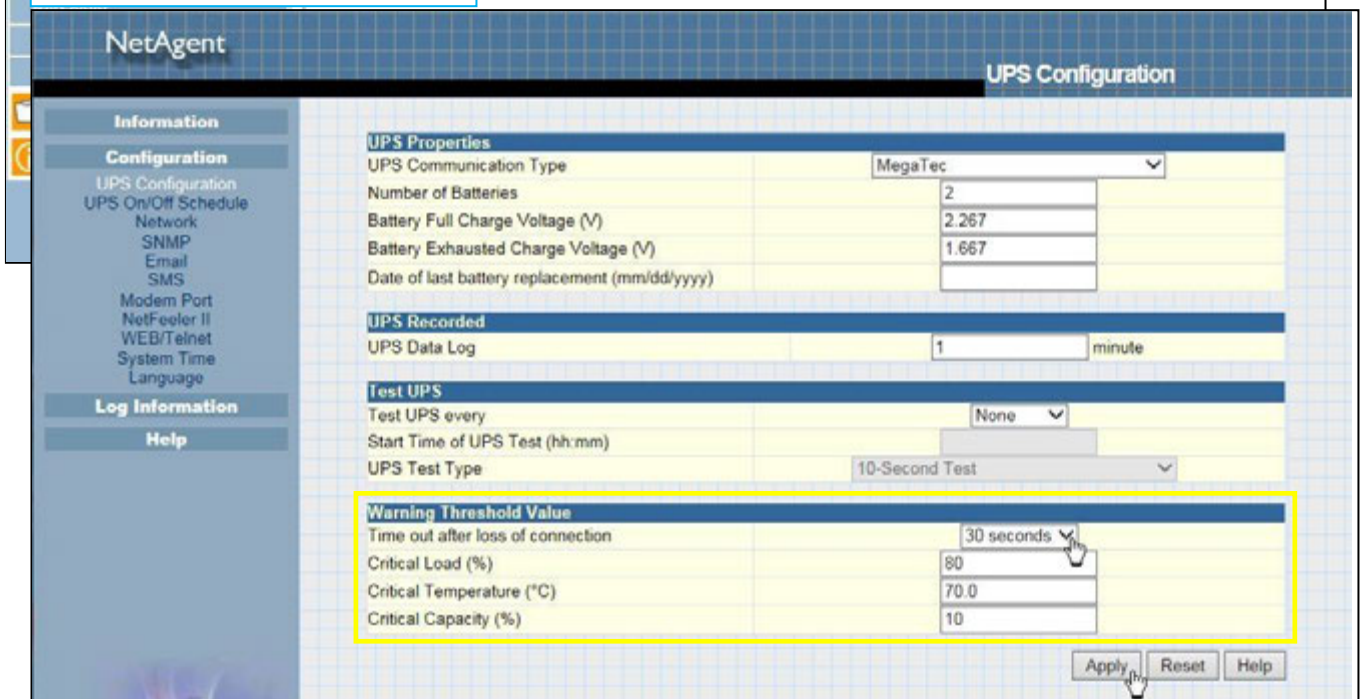 NetAgent
UPS Configuration
Information
Configuration
UPS Configuration
UPS On/Off Schedule
Network
SNMP
Email
SMS
Modem Port
NetFeeler II
WEB/Telnet
System Time
Language
Log Information
Help
UPS Properties
UPS Communication Type MegaTec
Number of Batteries 2
Battery Full Charge Voltage (V) 2.267
Battery Exhausted Charge Voltage (V) 1.667
Date of last battery replacement (mm/dd/yyyy)
UPS Recorded
UPS Data Log 1 minute
Test UPS
Test UPS every None
Start Time of UPS Test (hh:mm)
UPS Test Type 10-Second Test
Warning Threshold Value
Time out after loss of connection 30 seconds
Critical Load (%) 80
Critical Temperature (°C) 70.0
Critical Capacity (%) 10
Apply Reset Help